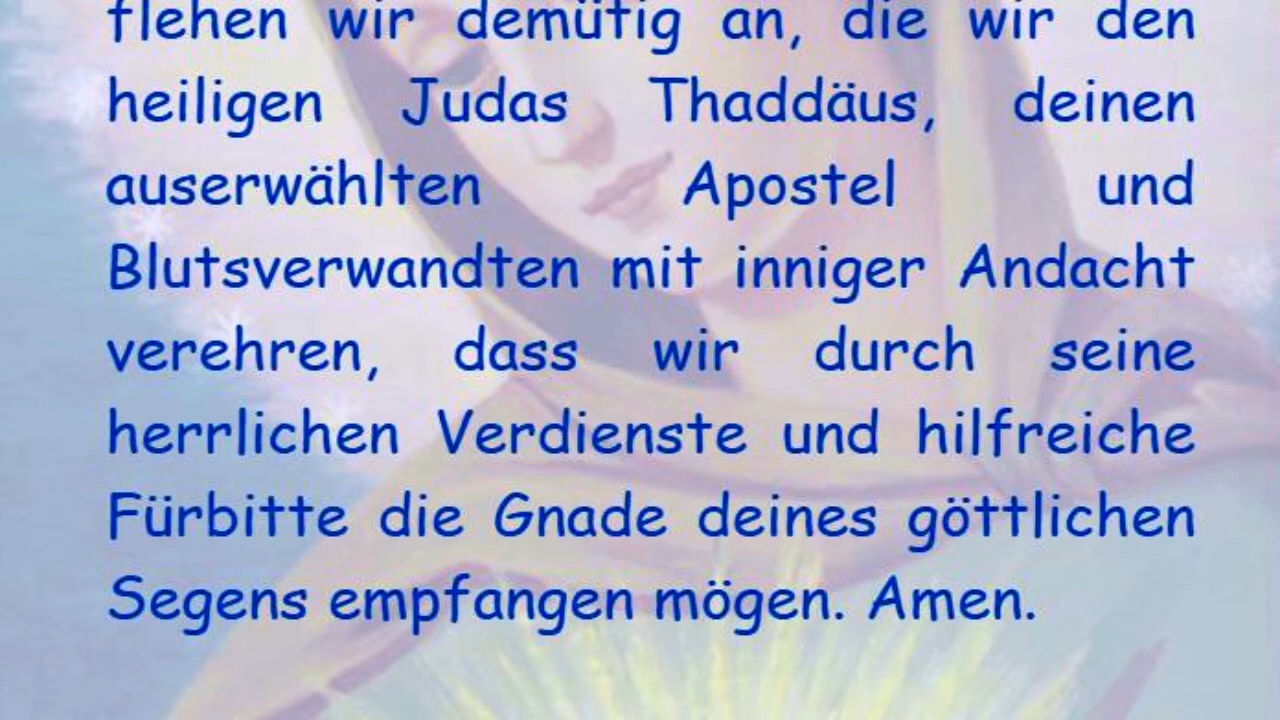 flehen wir demütig an, die wir den
heiligen Judas Thaddäus, deinen
auserwählten Apostel und
Blutsverwandten mit inniger Andacht
verehren, dass wir durch seine
herrlichen Verdienste und hilfreiche
Fürbitte die Gnade deines göttlichen
Segens empfangen mögen. Amen.